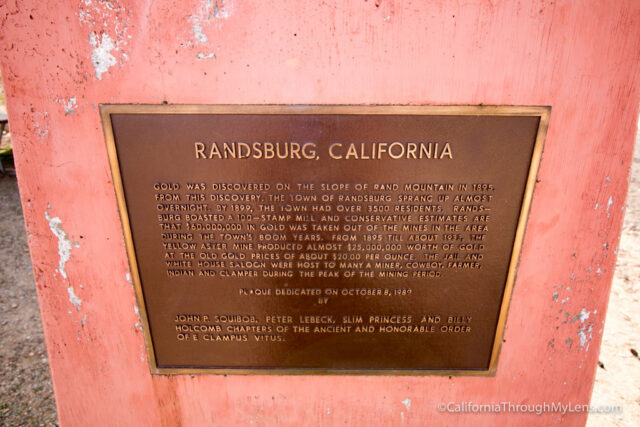 RANDSBURG, CALIFORNIA
GOLD WAS DISCOVERED ON THE SLOPE OF RAND MOUNTAIN IN 1895.
FROM THIS DISCOVERY, THE TOWN OF RANDSBURG SPRANG UP ALMOST
OVERNIGHT. BY 1899, THE TOWN HAD OVER 3500 RESIDENTS. RANDS-
BURG BOASTED A 100-STAMP MILL AND CONSERVATIVE ESTIMATES ARE
THAT $60,000,000 IN GOLD WAS TAKEN OUT OF THE MINES IN THE AREA
DURING THE TOWN'S BOOM YEARS. FROM 1895 TILL ABOUT THE
YELLOW ASTER MINE PRODUCED ALMOST $25,000,000 WORTH OF GOLD
AT THE OLD GOLD PRICES OF ABOUT $20.00 PER OUNCE. THE JAIL AND
WHITE HOUSE SALOON WERE HOST TO MANY A MINER, COWBOY, FARMER,
INDIAN AND CLAMPER DURING THE PEAK OF THE MINING PERIOD.
PLAQUE DEDICATED ON OCTOBER 8, 1989
BY
JOHN P. SQUIBOB, PETER LEBECK, SLIM PRINCESS AND BILLY
HOLCOMB CHAPTERS OF THE ANCIENT AND HONORABLE ORDER
OF E CLAMPUS VITUS.
©CaliforniaThroughMyLens.com